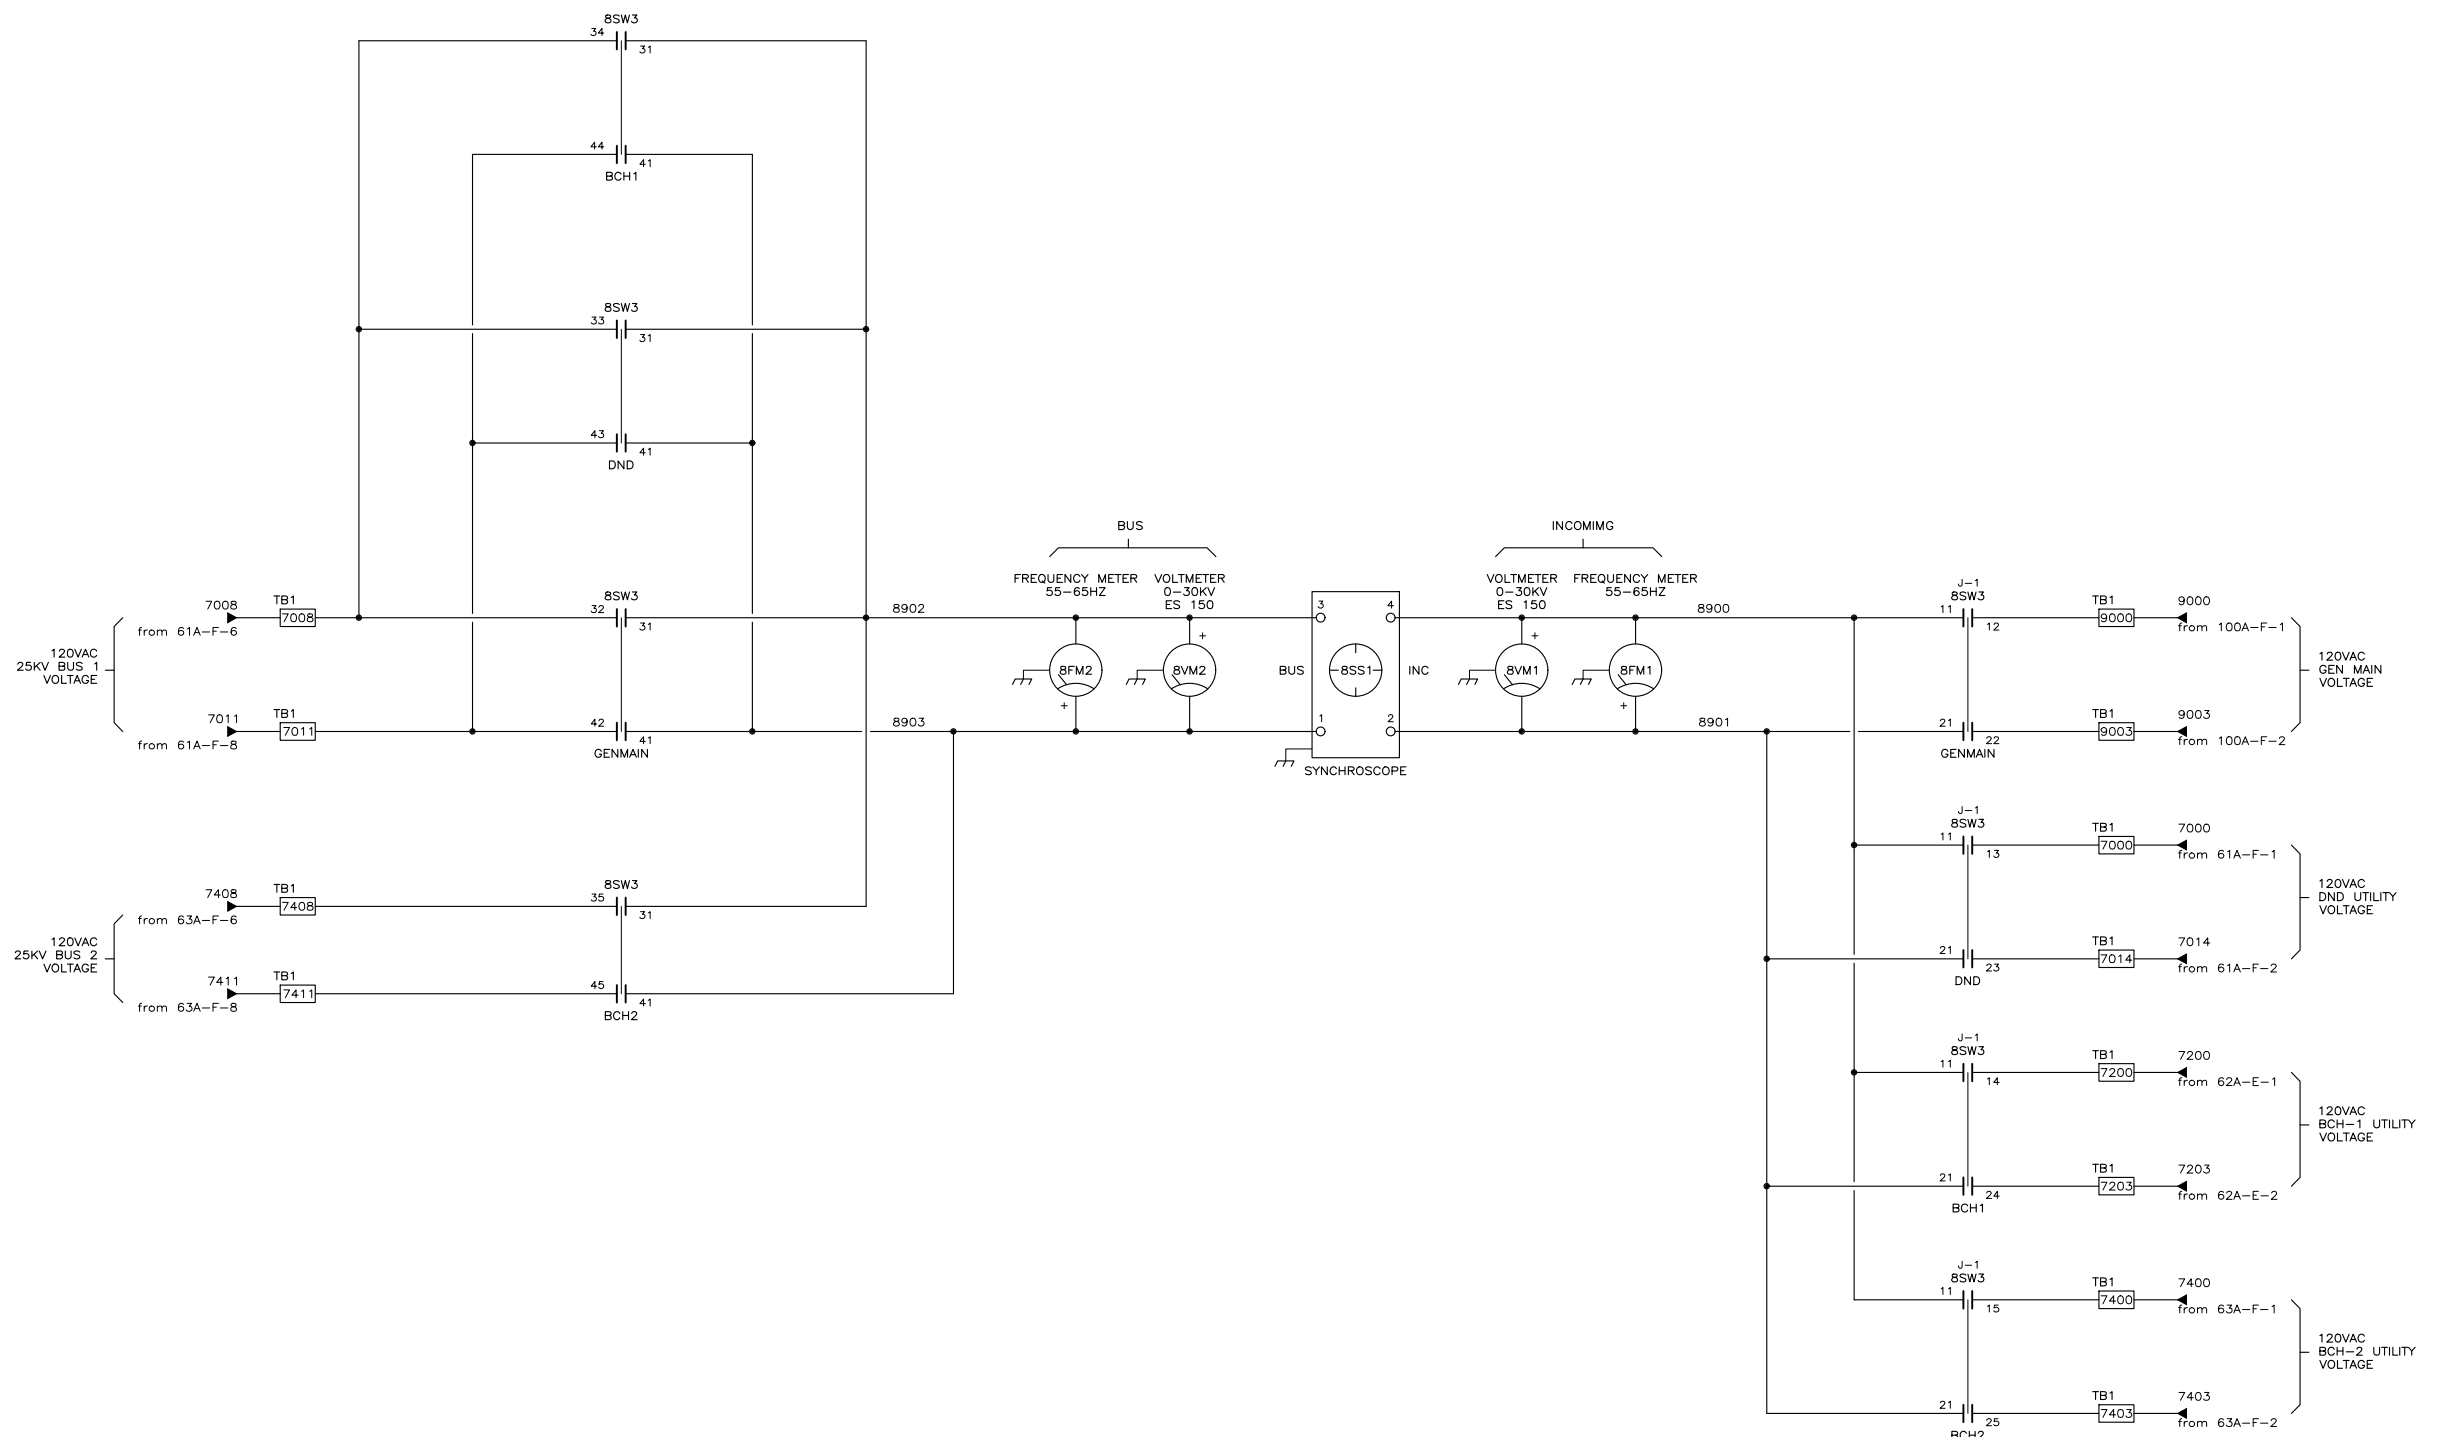 8SW3
34
31
44
41
BCH1
8SW3
33
31
43
41
DND
BUS
INCOMIMG
FREQUENCY METER
55-65HZ
VOLTMETER
0-30KV
ES 150
VOLTMETER
0-30KV
ES 150
FREQUENCY METER
55-65HZ
120VAC
25KV BUS 1
VOLTAGE
7008
from 61A-F-6
TB1
7008
8SW3
32
31
8902
3
4
8900
J-1
8SW3
11
12
TB1
9000
9000
from 100A-F-1
+
+
8FM2
+
8VM2
BUS
8SS1
INC
8VM1
8FM1
+
120VAC
GEN MAIN
VOLTAGE
7011
from 61A-F-8
TB1
7011
42
41
GENMAIN
8903
1
2
SYNCHROSCOPE
8901
21
22
GENMAIN
TB1
9003
9003
from 100A-F-2
J-1
8SW3
11
13
TB1
7000
7000
from 61A-F-1
120VAC
DND UTILITY
VOLTAGE
120VAC
25KV BUS 2
VOLTAGE
7408
from 63A-F-6
TB1
7408
8SW3
35
31
7411
from 63A-F-8
TB1
7411
45
41
BCH2
21
23
DND
TB1
7014
7014
from 61A-F-2
J-1
8SW3
11
14
TB1
7200
7200
from 62A-E-1
120VAC
BCH-1 UTILITY
VOLTAGE
21
24
BCH1
TB1
7203
7203
from 62A-E-2
J-1
8SW3
11
15
TB1
7400
7400
from 63A-F-1
120VAC
BCH-2 UTILITY
VOLTAGE
21
25
BCH2
TB1
7403
7403
from 63A-F-2